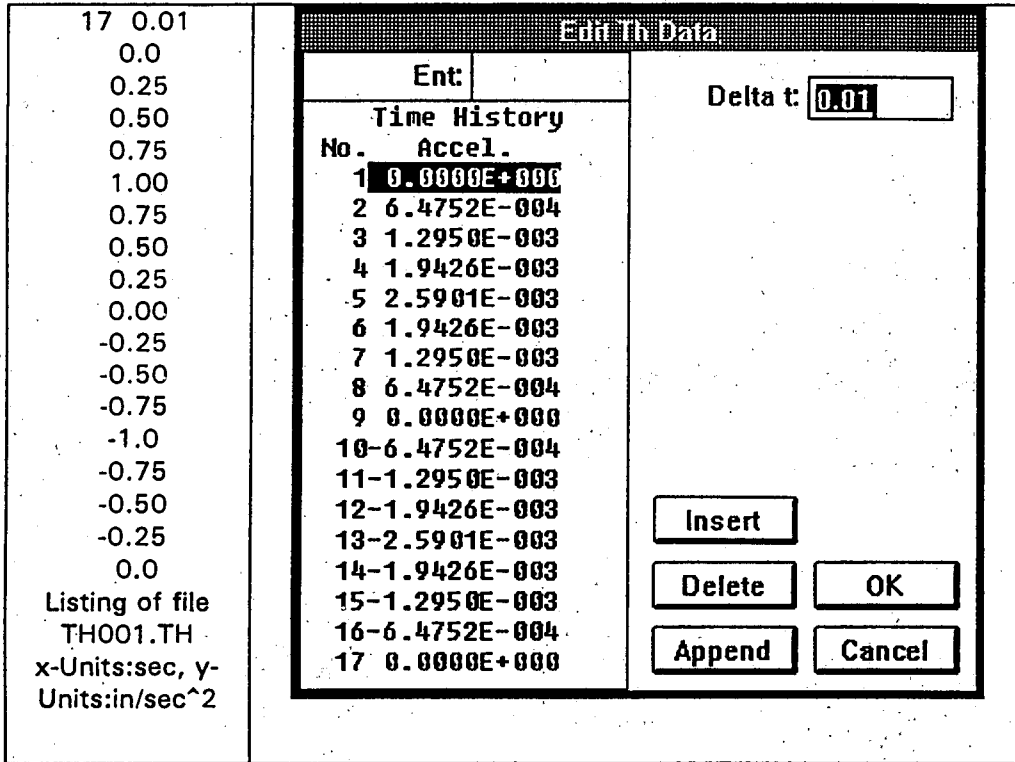 17 0.01
0.0
0.25
0.50
0.75
1.00
0.75
0.50
0.25
0.00
-0.25
-0.50
-0.75
-1.0
-0.75
-0.50
-0.25
0.0
Listing of file
TH001.TH
x-Units:sec, y-
Units:in/sec^2
Edit Th Data
Ent:
Time History
No. Accel.
1 0.0000E+000
2 6.4752E-004
3 1.2950E-003
4 1.9426E-003
5 2.5901E-003
6 1.9426E-003
7 1.2950E-003
8 6.4752E-004
9 0.0000E+000
10-6.4752E-004
11-1.2950E-003
12-1.9426E-003
13-2.5901E-003
14-1.9426E-003
15-1.2950E-003
16-6.4752E-004
17 0.0000E+000
Delta t: 0.01
Insert
Delete OK
Append Cancel